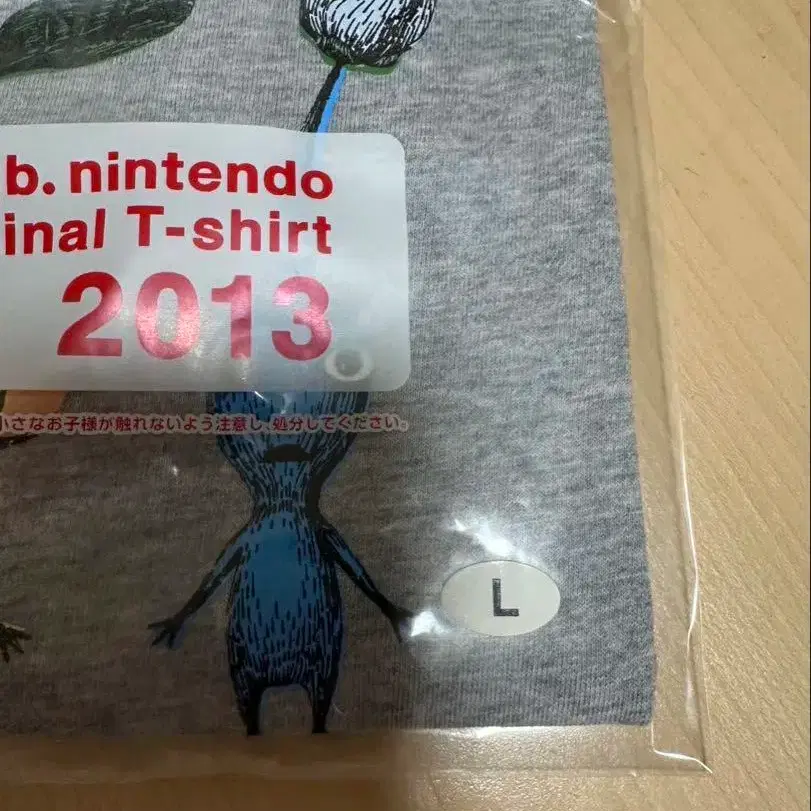 b. nintendo
inal T-shirt
2013
小さなお子様が触れないよう注意し、処分してください。
L